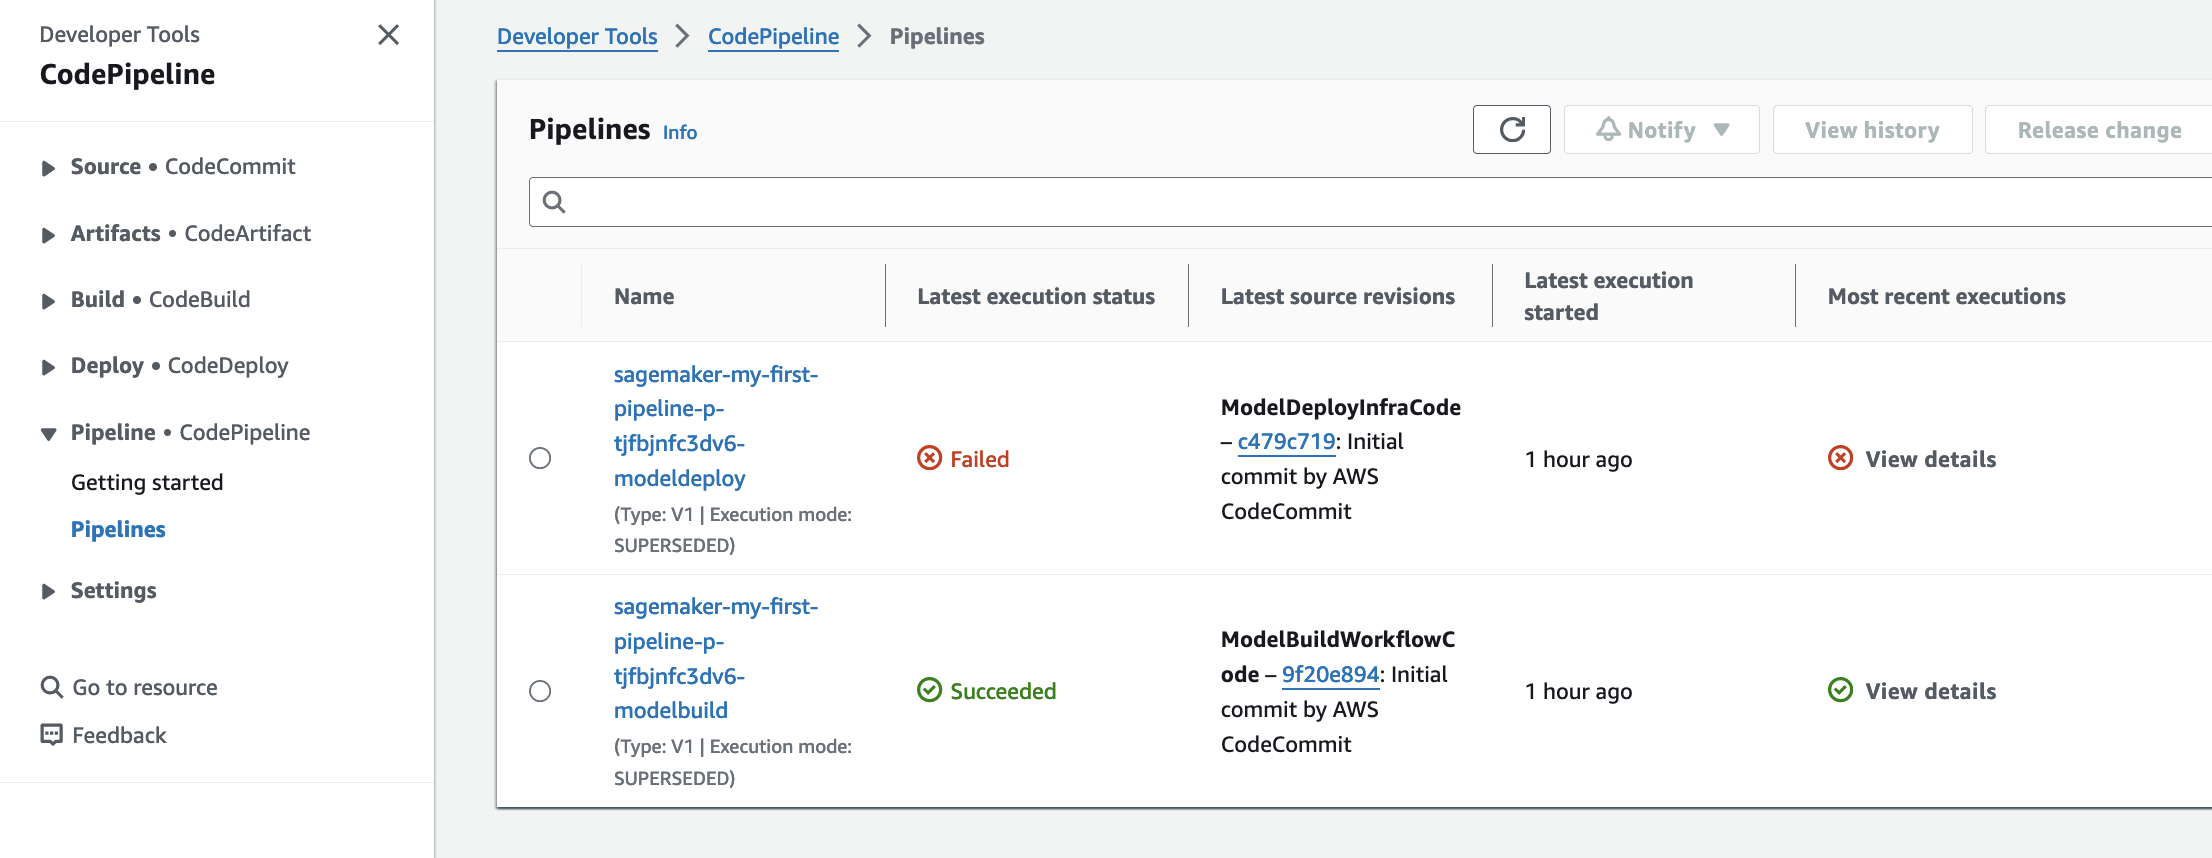 Developer Tools
CodePipeline
Source • CodeCommit
Artifacts • CodeArtifact
Build • CodeBuild
Deploy • CodeDeploy
Pipeline • CodePipeline
Getting started
Pipelines
Settings
Go to resource
Feedback
Developer Tools > CodePipeline > Pipelines
Pipelines Info
Notify
View history
Release change
Name
Latest execution status
Latest source revisions
Latest execution
started
Most recent executions
sagemaker-my-first-
pipeline-p-
tjfbjnfc3dv6-
modeldeploy
(Type: V1 | Execution mode:
SUPERSEDED)
Failed
ModelDeployInfraCode
– c479c719: Initial
commit by AWS
CodeCommit
1 hour ago
View details
sagemaker-my-first-
pipeline-p-
tjfbjnfc3dv6-
modelbuild
(Type: V1 | Execution mode:
SUPERSEDED)
Succeeded
ModelBuildWorkflowC
ode – 9f20e894: Initial
commit by AWS
CodeCommit
1 hour ago
View details